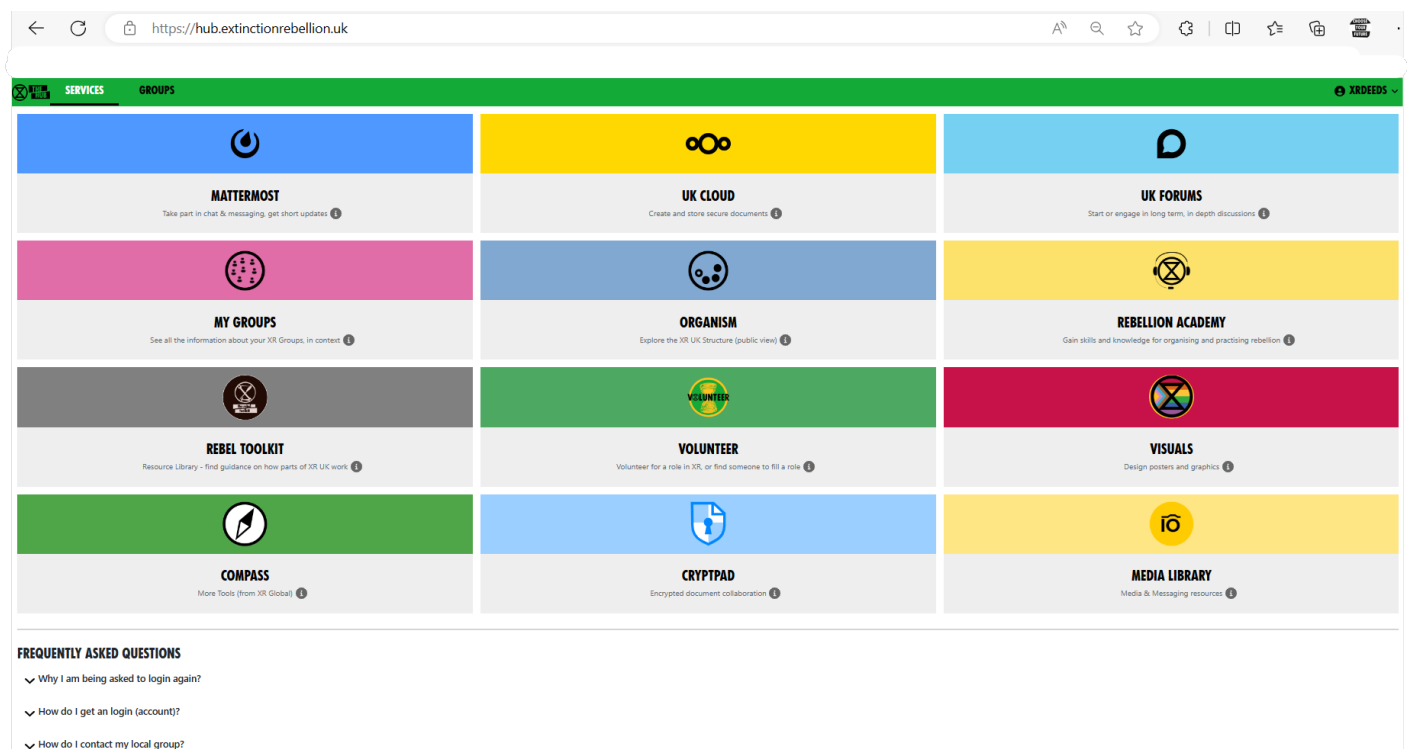 https://hub.extinctionrebellion.uk
THE HUB SERVICES GROUPS XRDEEDS
MATTERMOST
Take part in chat & messaging, get short updates
UK CLOUD
Create and store secure documents
UK FORUMS
Start or engage in long term, in depth discussions
MY GROUPS
See all the information about your XR Groups, in context
ORGANISM
Explore the XR UK Structure (public view)
REBELLION ACADEMY
Gain skills and knowledge for organising and practising rebellion
REBEL TOOLKIT
Resource Library - find guidance on how parts of XR UK work
VOLUNTEER
VOLUNTEER
Volunteer for a role in XR, or find someone to fill a role
VISUALS
Design posters and graphics
COMPASS
More Tools (from XR Global)
CRYPTPAD
Encrypted document collaboration
MEDIA LIBRARY
Media & Messaging resources
FREQUENTLY ASKED QUESTIONS
Why I am being asked to login again?
How do I get an login (account)?
How do I contact my local group?